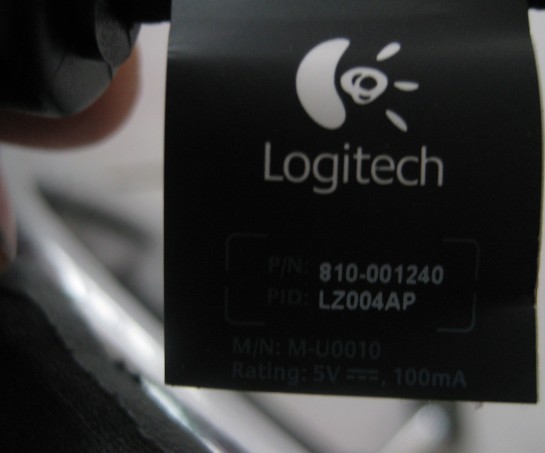 Logitech
P/N: 810-001240
PID: LZ004AP
M/N: M-U0010
Rating: 5V ⎓, 100mA